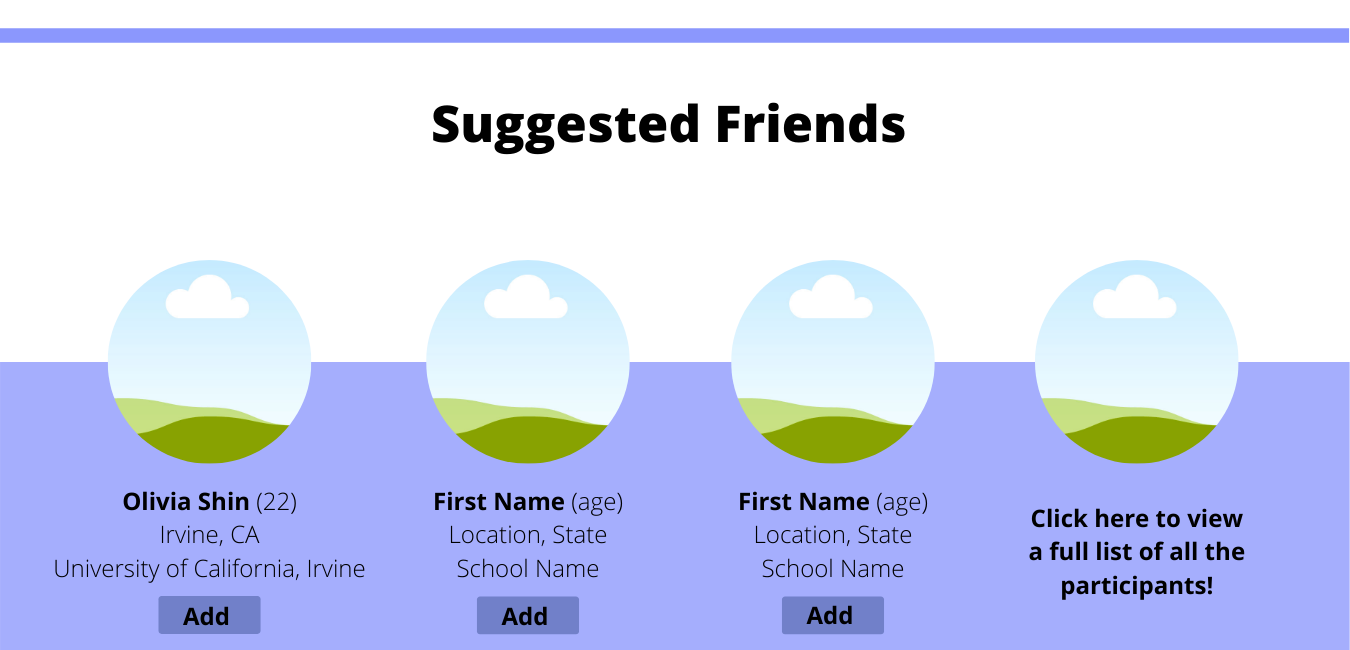 Suggested Friends
Olivia Shin (22)
Irvine, CA
University of California, Irvine
Add
First Name (age)
Location, State
School Name
Add
First Name (age)
Location, State
School Name
Add
Click here to view
a full list of all the
participants!